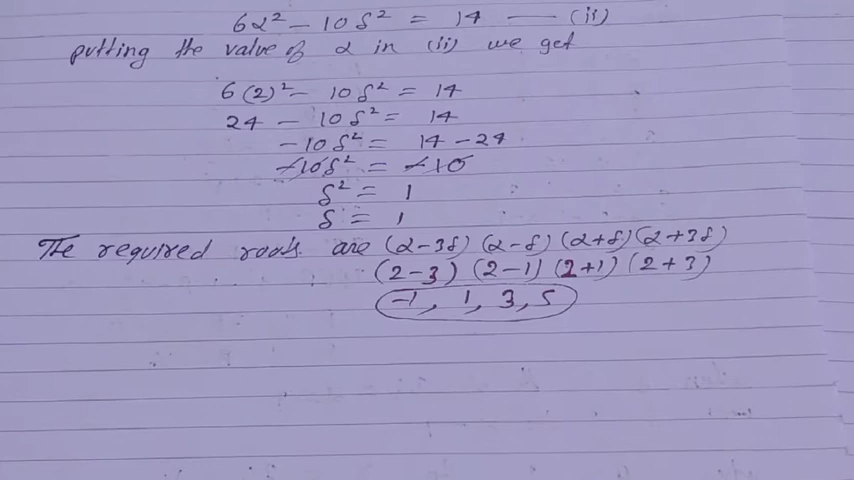 6α² - 10δ² = 14 —— (ii)
putting the value of α in (ii) we get
6(2)² - 10δ² = 14
24 - 10δ² = 14
-10δ² = 14 - 24
-10δ² = -10
δ² = 1
δ = 1
The required roots are (α-3δ) (α-δ) (α+δ) (α+3δ)
(2-3) (2-1) (2+1) (2+3)
-1, 1, 3, 5